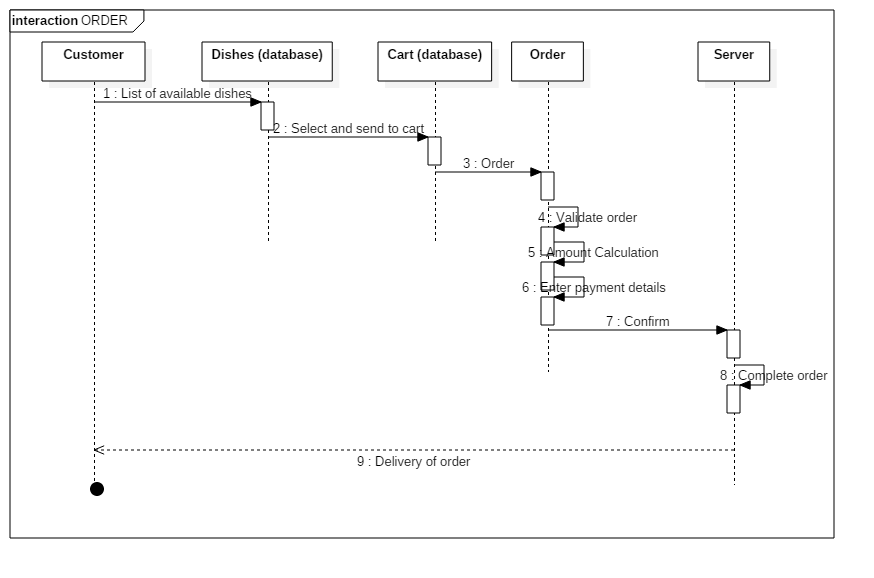 interaction ORDER
Customer
Dishes (database)
Cart (database)
Order
Server
1 : List of available dishes
2 : Select and send to cart
3 : Order
4 : Validate order
5 : Amount Calculation
6 : Enter payment details
7 : Confirm
8 : Complete order
9 : Delivery of order